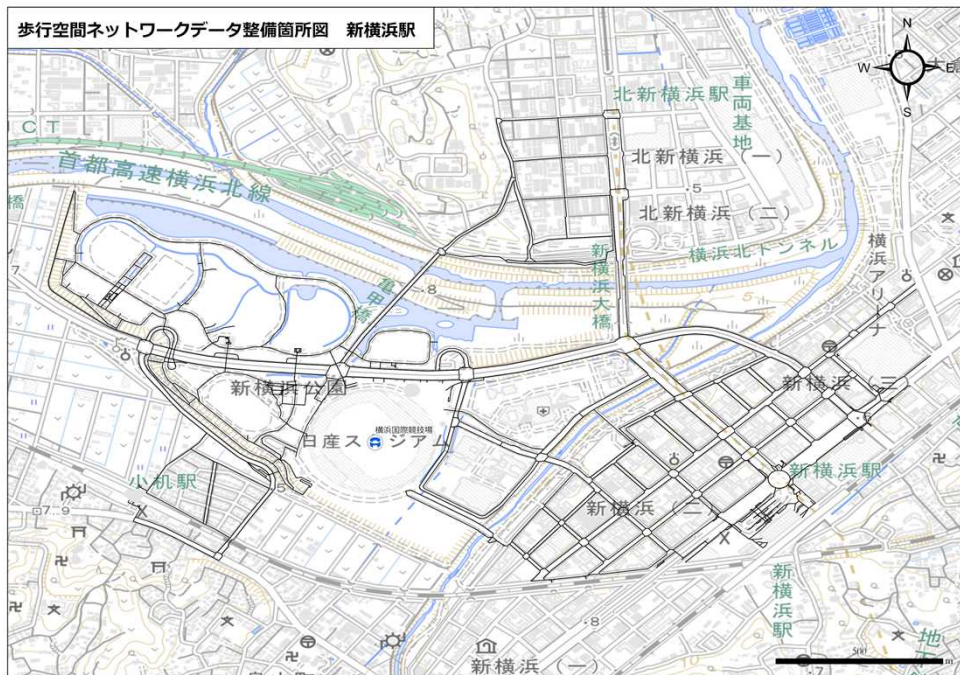 歩行空間ネットワークデータ整備箇所図 新横浜駅
N
W
E
S
JCT
首都高速横浜北線
北新横浜駅
車両基地
北新横浜（一）
北新横浜（二）
横浜北トンネル
新横浜大橋
亀甲橋
橋
横浜アリーナ
新横浜公園
横浜国際競技場
日産スタジアム
新横浜（三）
新横浜駅
小机駅
新横浜（二）
新横浜駅
新横浜（一）
地下
500
m